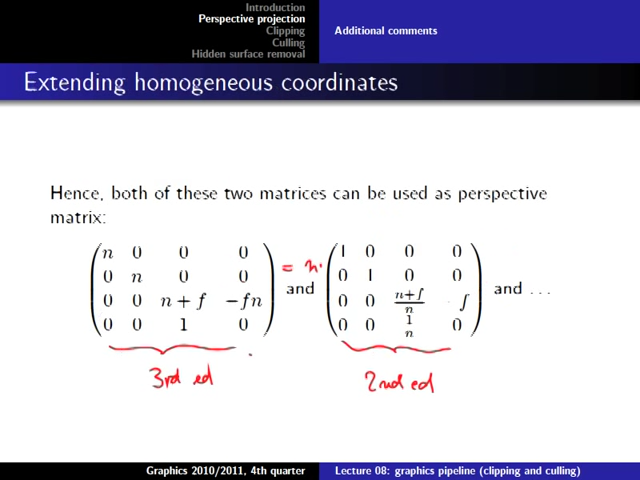 Introduction
Perspective projection
Clipping
Culling
Hidden surface removal
Additional comments
Extending homogeneous coordinates
Hence, both of these two matrices can be used as perspective
matrix:
n 0 0 0
0 n 0 0
0 0 n + f −fn
0 0 1 0
= n·
and
1 0 0 0
0 1 0 0
0 0 n+f/n f
0 0 1/n 0
and ...
3rd ed
2nd ed
Graphics 2010/2011, 4th quarter
Lecture 08: graphics pipeline (clipping and culling)